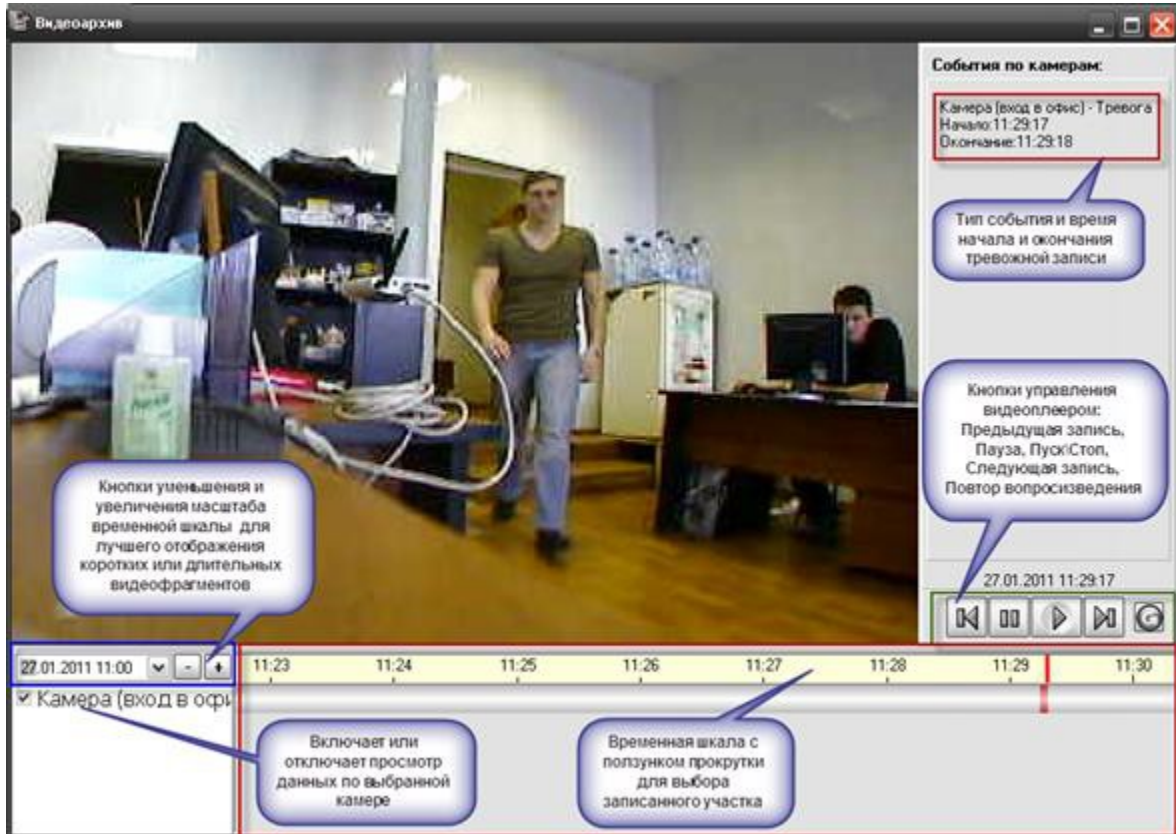 Видеоархив
События по камерам:
Камера (вход в офис) - Тревога
Начало:11:29:17
Окончание:11:29:18
Тип события и время
начала и окончания
тревожной записи
Кнопки управления
видеоплеером:
Предыдущая запись,
Пауза, Пуск\Стоп,
Следующая запись,
Повтор вопроизведения
Кнопки уменьшения и
увеличения масштаба
временной шкалы для
лучшего отображения
коротких или длительных
видеофрагментов
27.01.2011 11:29:17
27.01.2011 11:00
- +
11:23 11:24 11:25 11:26 11:27 11:28 11:29 11:30
Камера (вход в офи
Включает или
отключает просмотр
данных по выбранной
камере
Временная шкала с
ползунком прокрутки
для выбора
записанного участка